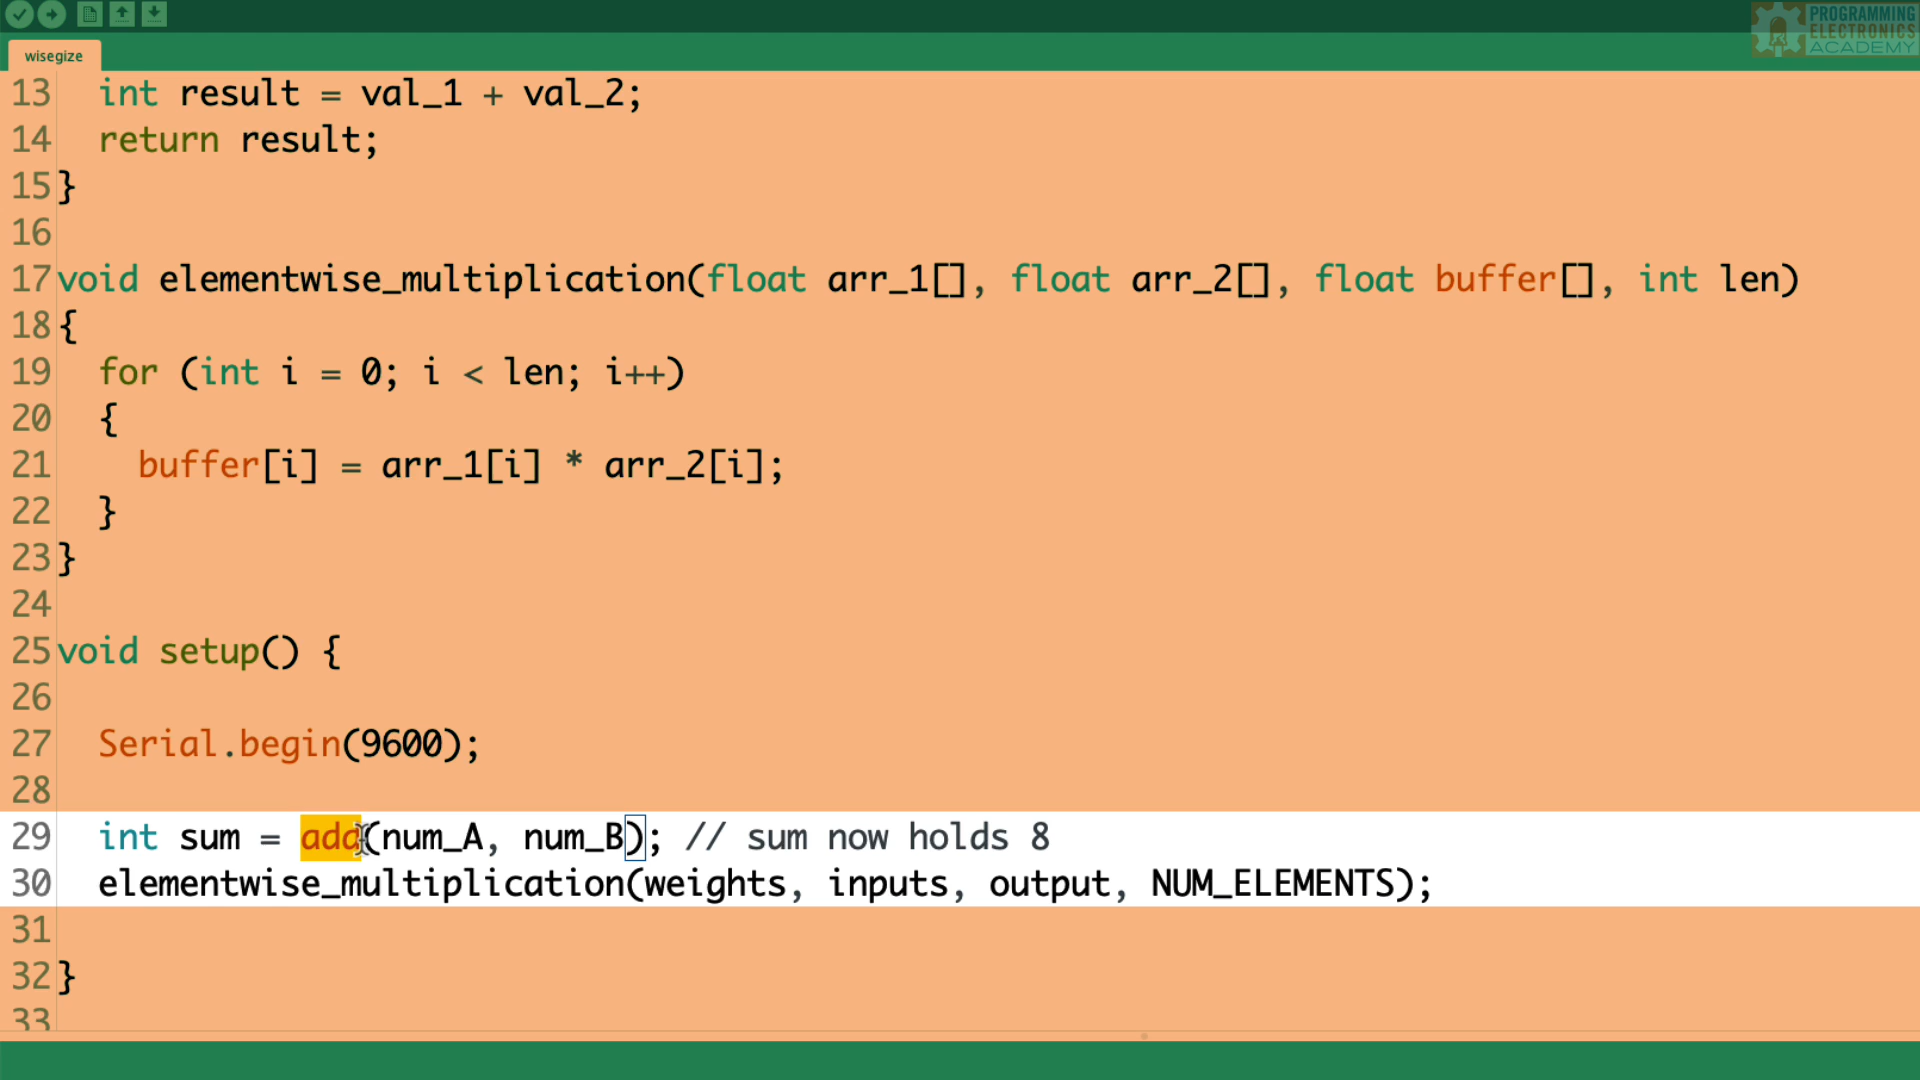 PROGRAMMING
ELECTRONICS
ACADEMY
wisegize
13 int result = val_1 + val_2;
14 return result;
15 }
16
17 void elementwise_multiplication(float arr_1[], float arr_2[], float buffer[], int len)
18 {
19 for (int i = 0; i < len; i++)
20 {
21 buffer[i] = arr_1[i] * arr_2[i];
22 }
23 }
24
25 void setup() {
26
27 Serial.begin(9600);
28
29 int sum = add(num_A, num_B); // sum now holds 8
30 elementwise_multiplication(weights, inputs, output, NUM_ELEMENTS);
31
32 }
33